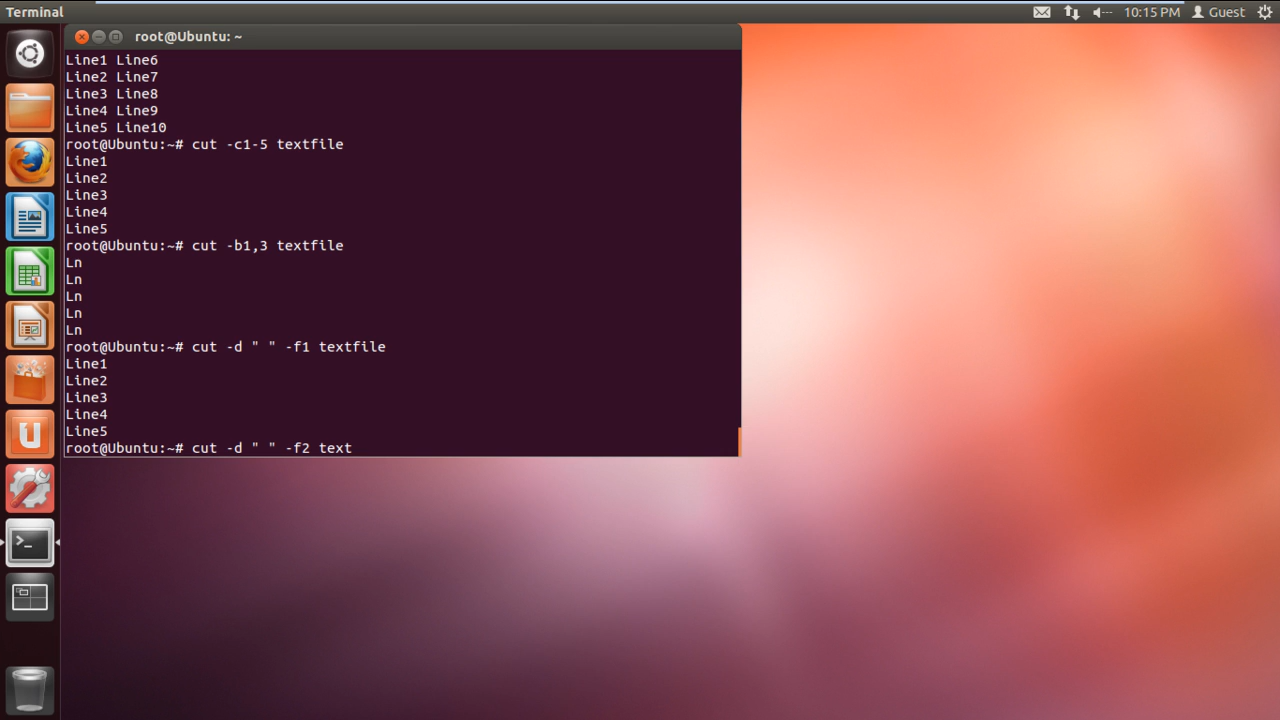 Terminal
10:15 PM
Guest
root@Ubuntu: ~
Line1 Line6
Line2 Line7
Line3 Line8
Line4 Line9
Line5 Line10
root@Ubuntu:~# cut -c1-5 textfile
Line1
Line2
Line3
Line4
Line5
root@Ubuntu:~# cut -b1,3 textfile
Ln
Ln
Ln
Ln
Ln
root@Ubuntu:~# cut -d " " -f1 textfile
Line1
Line2
Line3
Line4
Line5
root@Ubuntu:~# cut -d " " -f2 text